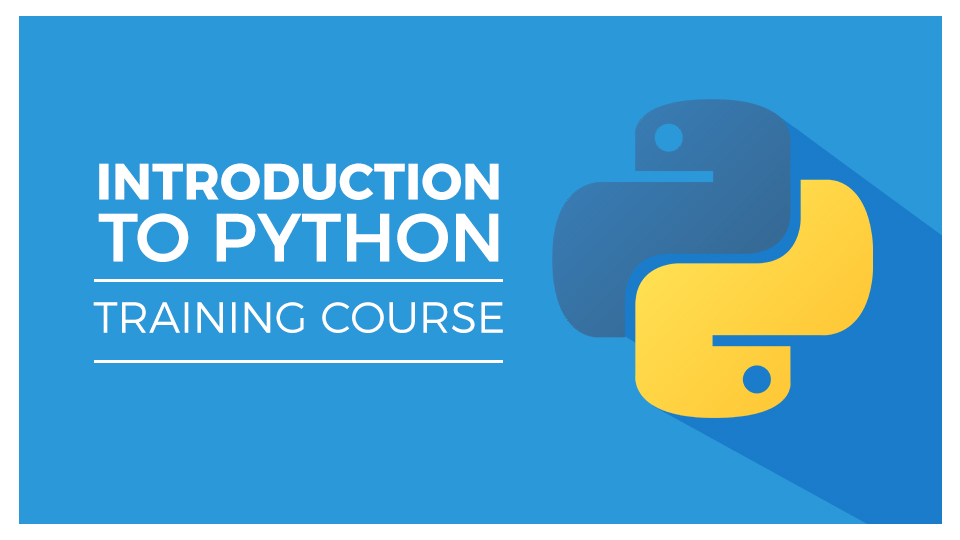 INTRODUCTION
TO PYTHON
TRAINING COURSE